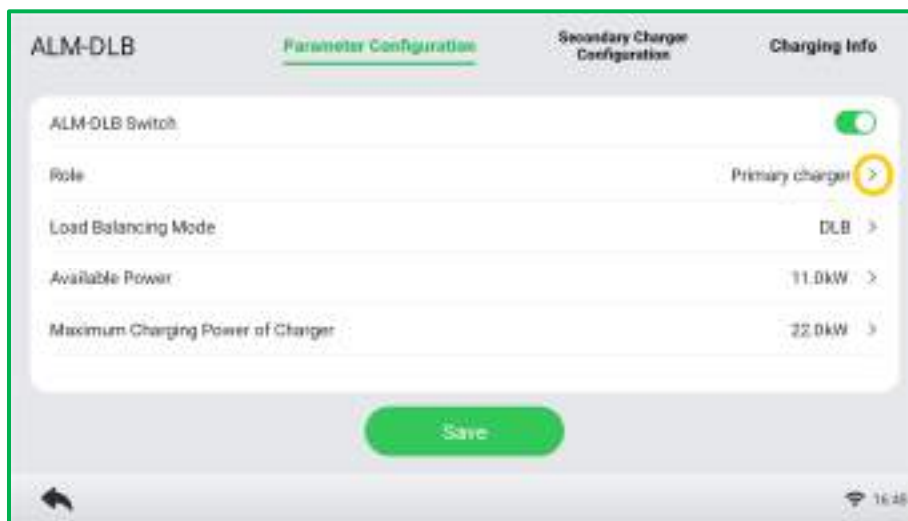 ALM-DLB
Parameter Configuration
Secondary Charger
Configuration
Charging Info
ALM-DLB Switch
Role
Primary charger >
Load Balancing Mode
DLB >
Available Power
11.0kW >
Maximum Charging Power of Charger
22.0kW >
Save
16:48